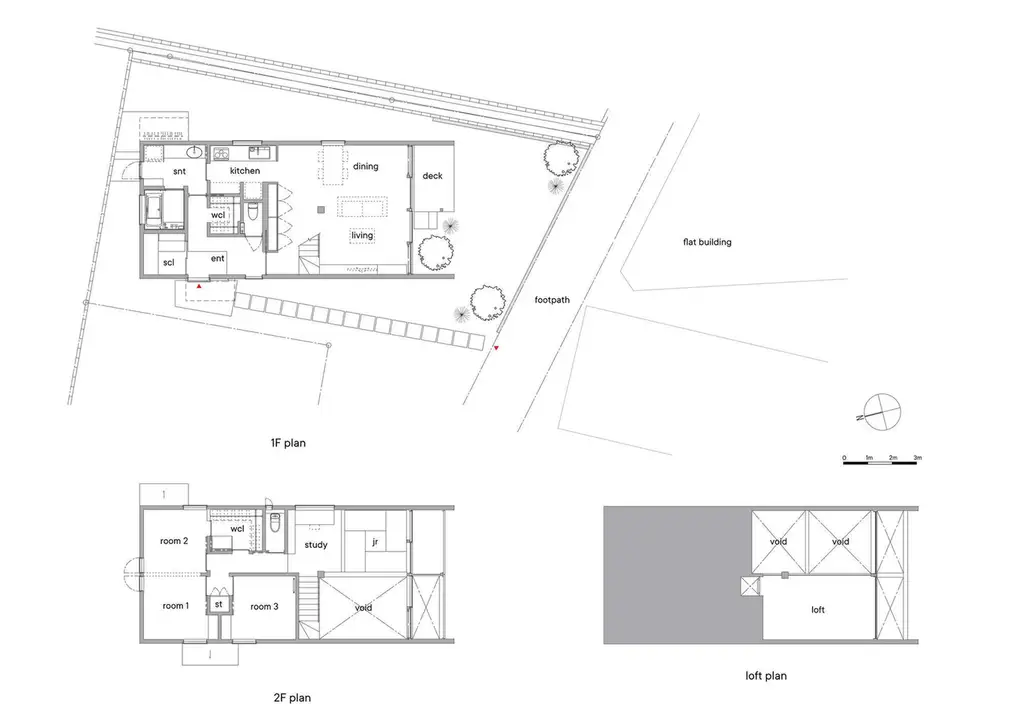 dining
snt
kitchen
deck
wcl
living
flat building
scl
ent
footpath
N
1F plan
0 1m 2m 3m
wcl
room 2
study
jr
void
void
room 1
st
room 3
void
loft
loft plan
2F plan